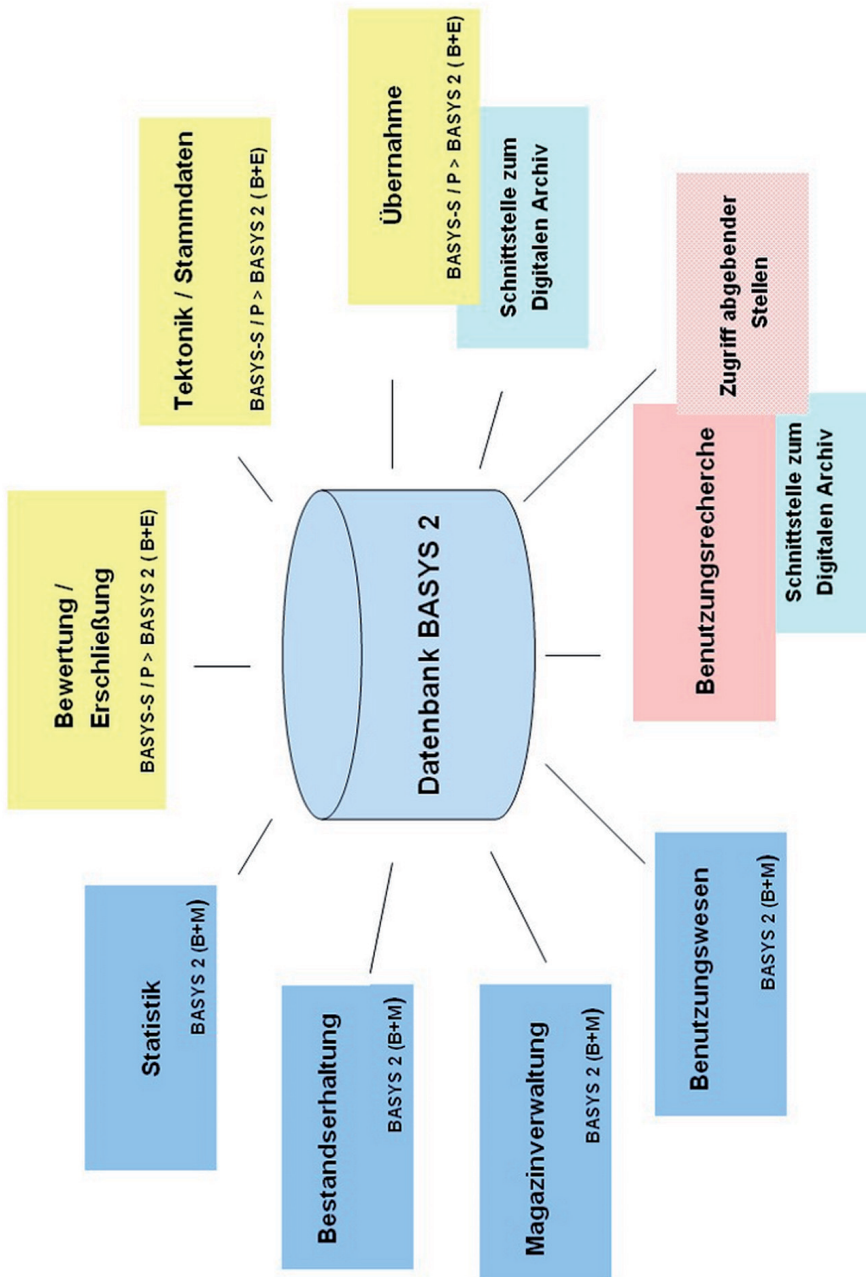 Bewertung /
Erschließung
BASYS-S / P > BASYS 2 ( B+E)
Tektonik / Stammdaten
BASYS-S / P > BASYS 2 ( B+E)
Übernahme
BASYS-S / P > BASYS 2 ( B+E)
Schnittstelle zum
Digitalen Archiv
Statistik
BASYS 2 (B+M)
Bestandserhaltung
BASYS 2 (B+M)
Magazinverwaltung
BASYS 2 (B+M)
Benutzungswesen
BASYS 2 (B+M)
Datenbank BASYS 2
Benutzungsrecherche
Schnittstelle zum
Digitalen Archiv
Zugriff abgebender
Stellen